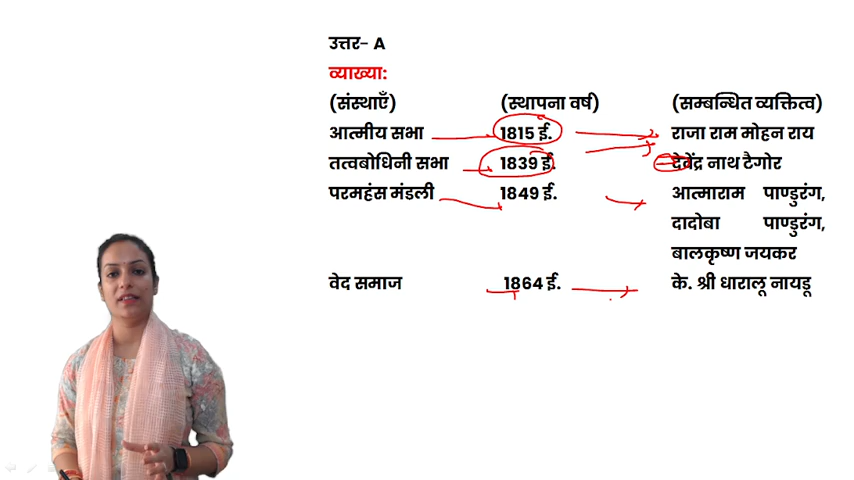 उत्तर- A
व्याख्या:
(संस्थाएँ) (स्थापना वर्ष) (सम्बन्धित व्यक्तित्व)
आत्मीय सभा 1815 ई. राजा राम मोहन राय
तत्वबोधिनी सभा 1839 ई. देवेंद्र नाथ टैगोर
परमहंस मंडली 1849 ई. आत्माराम पाण्डुरंग,
दादोबा पाण्डुरंग,
बालकृष्ण जयकर
वेद समाज 1864 ई. के. श्री धारालू नायडू